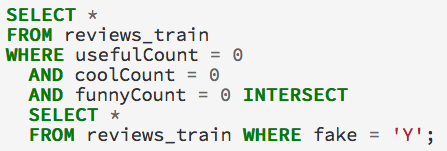 SELECT *
FROM reviews_train
WHERE usefulCount = 0
AND coolCount = 0
AND funnyCount = 0 INTERSECT
SELECT *
FROM reviews_train WHERE fake = 'Y';